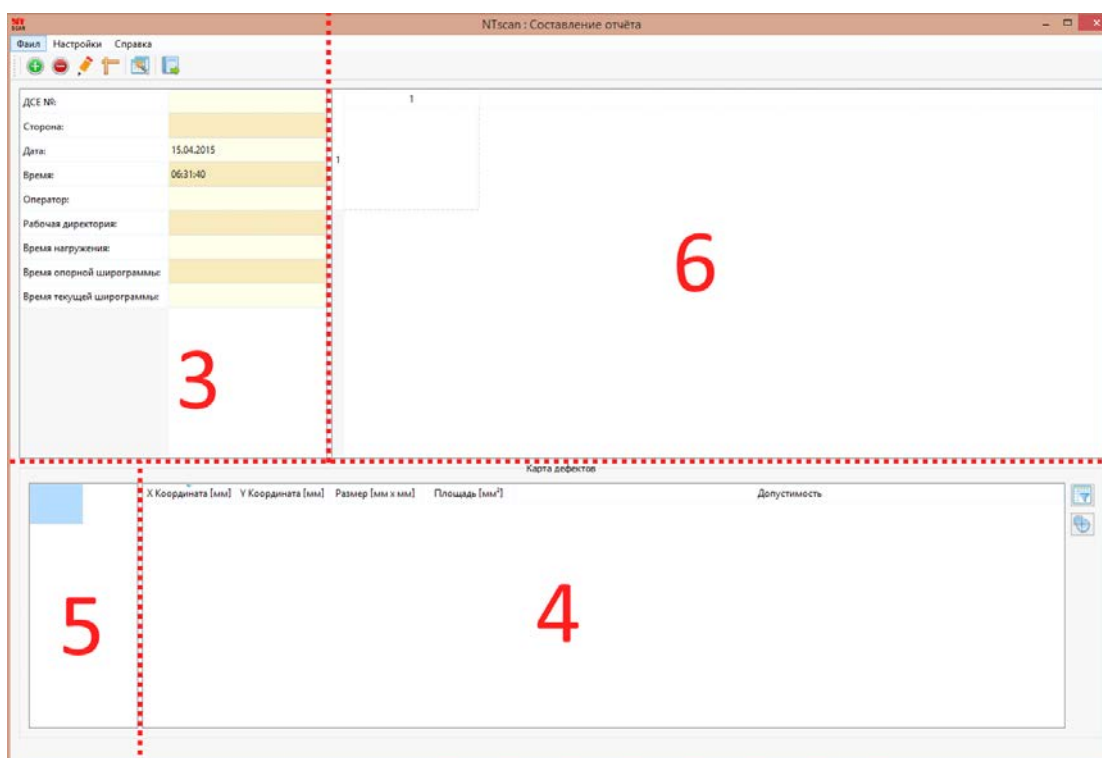 NT
SCAN
NTscan : Составление отчёта
Файл Настройки Справка
ДСЕ №:
Сторона:
Дата: 15.04.2015
Время: 06:31:40
Оператор:
Рабочая директория:
Время нагружения:
Время опорной широграммы:
Время текущей широграммы:
1
1
3
6
Карта дефектов
X Координата [мм] Y Координата [мм] Размер [мм x мм] Площадь [мм²] Допустимость
5
4